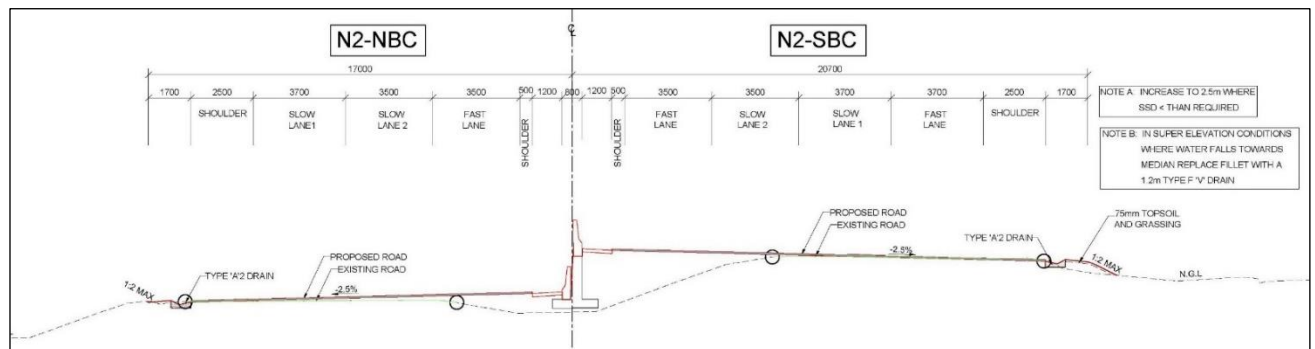 N2-NBC
℄
N2-SBC
17000
20700
1700 2500 3700 3500 3500 500 1200 800 1200 500 3500 3500 3700 3700 2500 1700
SHOULDER
SLOW
LANE1
SLOW
LANE 2
FAST
LANE
SHOULDER
SHOULDER
FAST
LANE
SLOW
LANE 2
SLOW
LANE 1
FAST
LANE
SHOULDER
NOTE A: INCREASE TO 2.5m WHERE
SSD < THAN REQUIRED
NOTE B: IN SUPER ELEVATION CONDITIONS
WHERE WATER FALLS TOWARDS
MEDIAN REPLACE FILLET WITH A
1.2m TYPE F 'V' DRAIN
PROPOSED ROAD
EXISTING ROAD
-2.5%
TYPE 'A'2 DRAIN
75mm TOPSOIL
AND GRASSING
1:2 MAX
N.G.L
1:2 MAX
TYPE 'A'2 DRAIN
PROPOSED ROAD
EXISTING ROAD
-2.5%